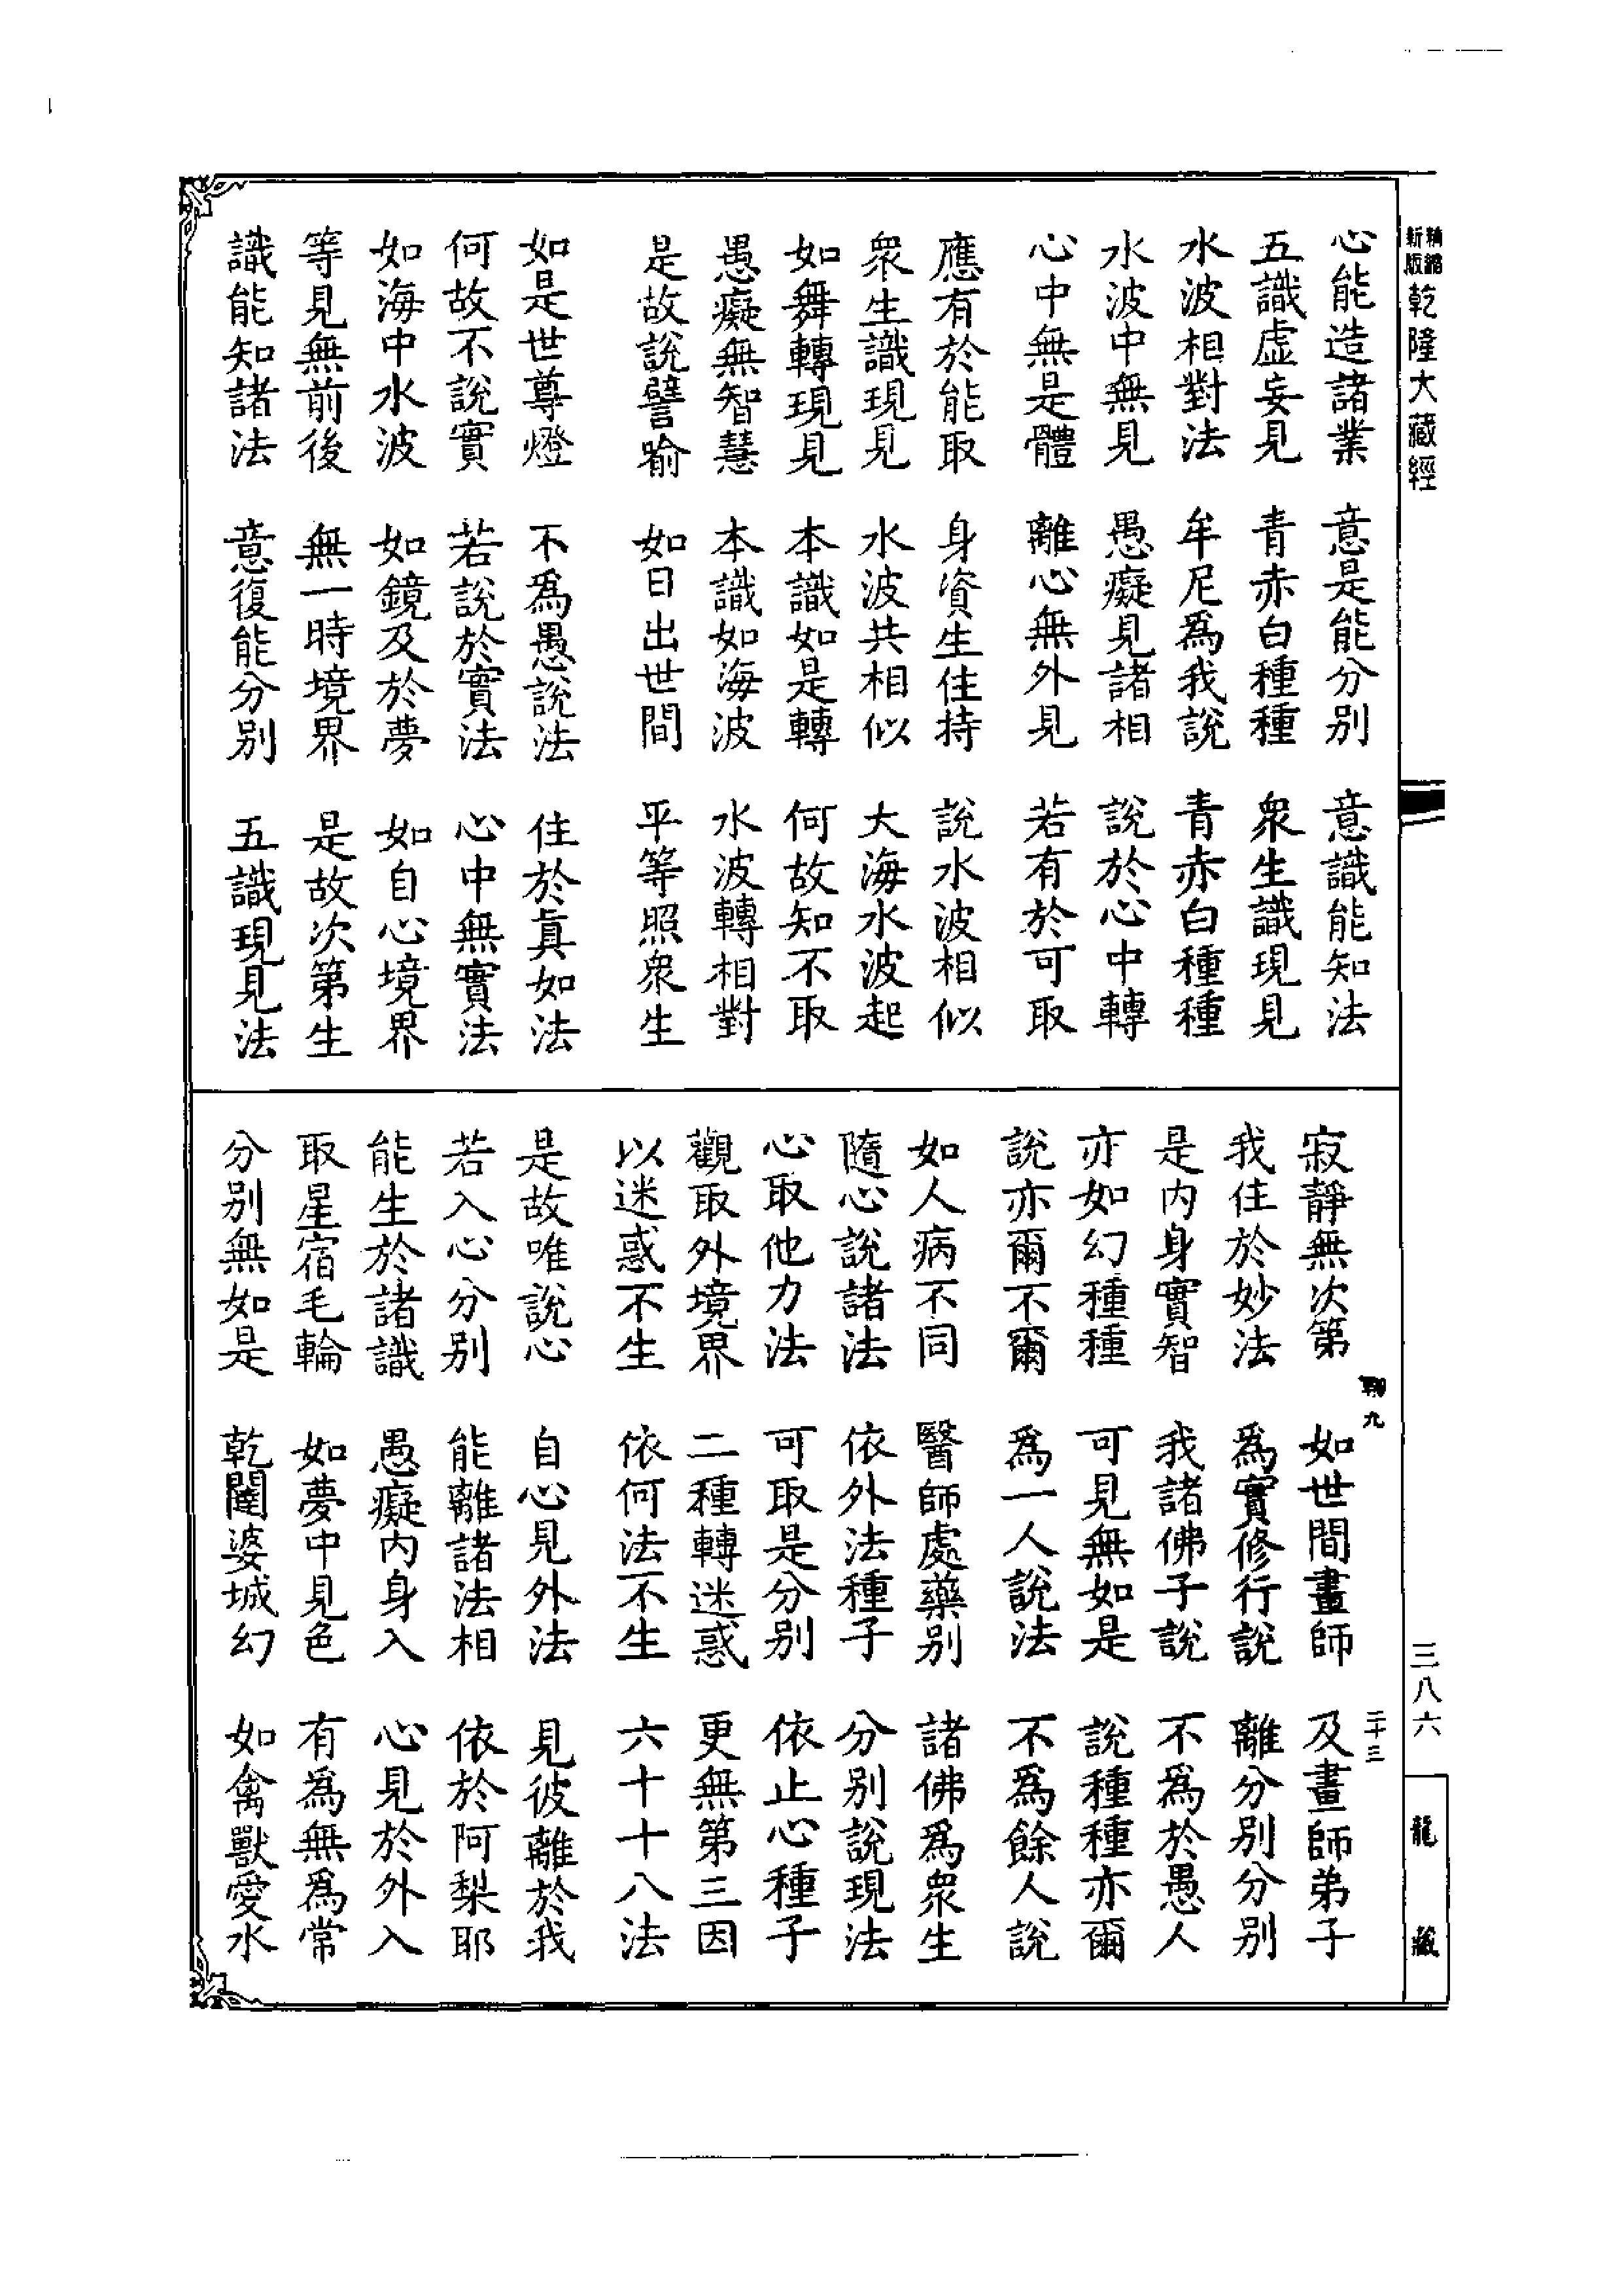 新版精縮乾隆大藏經
心能造諸業 意是能分別 意識能知法
五識虛妄見 青赤白種種 衆生識現見
水波相對法 牟尼爲我說 青赤白種種
水波中無見 愚癡見諸相 說於心中轉
心中無是體 離心無外見 若有於可取
應有於能取 身資生住持 說水波相似
衆生識現見 水波共相似 大海水波起
如舞轉現見 本識如是轉 何故知不取
愚癡無智慧 本識如海波 水波轉相對
是故說譬喻 如日出世間 平等照衆生
如是世尊燈 不爲愚說法 住於真如法
何故不說實 若說於實法 心中無實法
如海中水波 如鏡及於夢 如自心境界
等見無前後 無一時境界 是故次第生
識能知諸法 意復能分別 五識現見法
寂靜無次第 如世間畫師 及畫師弟子
我住於妙法 爲實修行說 離分別分別
是内身實智 我諸佛子說 不爲於愚人
亦如幻種種 可見無如是 說種種亦爾
說亦爾不爾 爲一人說法 不爲餘人說
如人病不同 醫師處藥別 諸佛爲衆生
隨心說諸法 依外法種子 分別說現法
心取他力法 可取是分別 依止心種子
觀取外境界 二種轉迷惑 更無第三因
以迷惑不生 依何法不生 六十十八法
是故唯說心 自心見外法 見彼離於我
若入心分別 能離諸法相 依於阿梨耶
能生於諸識 愚癡内身入 心見於外入
取星宿毛輪 如夢中見色 有爲無爲常
分別無如是 乾闥婆城幻 如禽獸愛水
聊九
二十三
三八六
龍藏